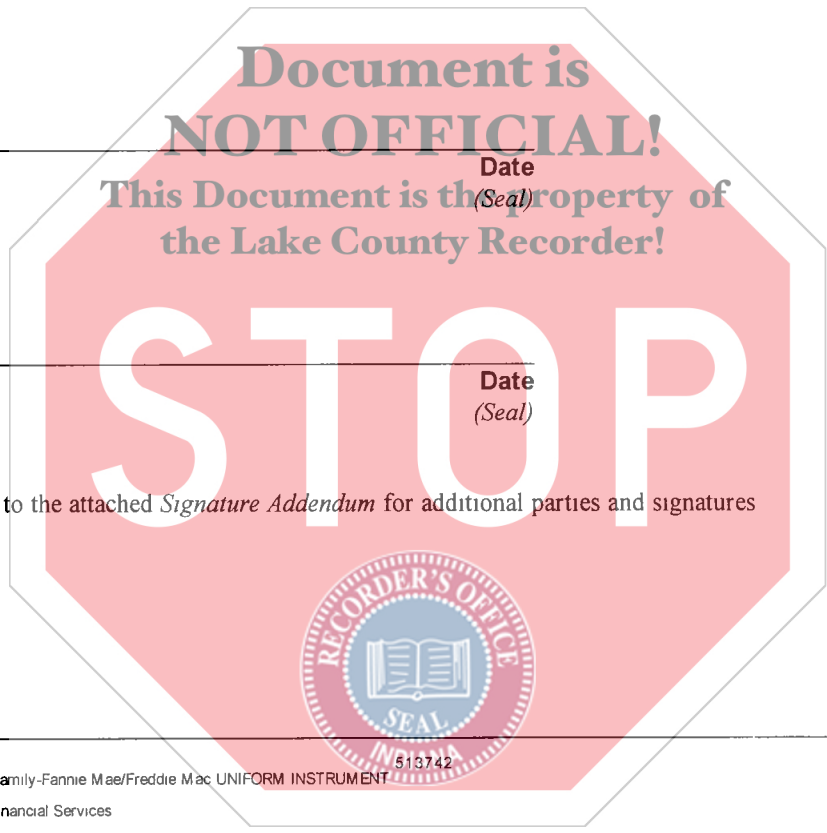 Document is
NOT OFFICIAL!
Date
This Document is the property of
(Seal)
the Lake County Recorder!
STOP
Date
(Seal)
to the attached Signature Addendum for additional parties and signatures
RECORDER'S OFFICE
SEAL
INDIANA
513742
amily-Fannie Mae/Freddie Mac UNIFORM INSTRUMENT
nancial Services